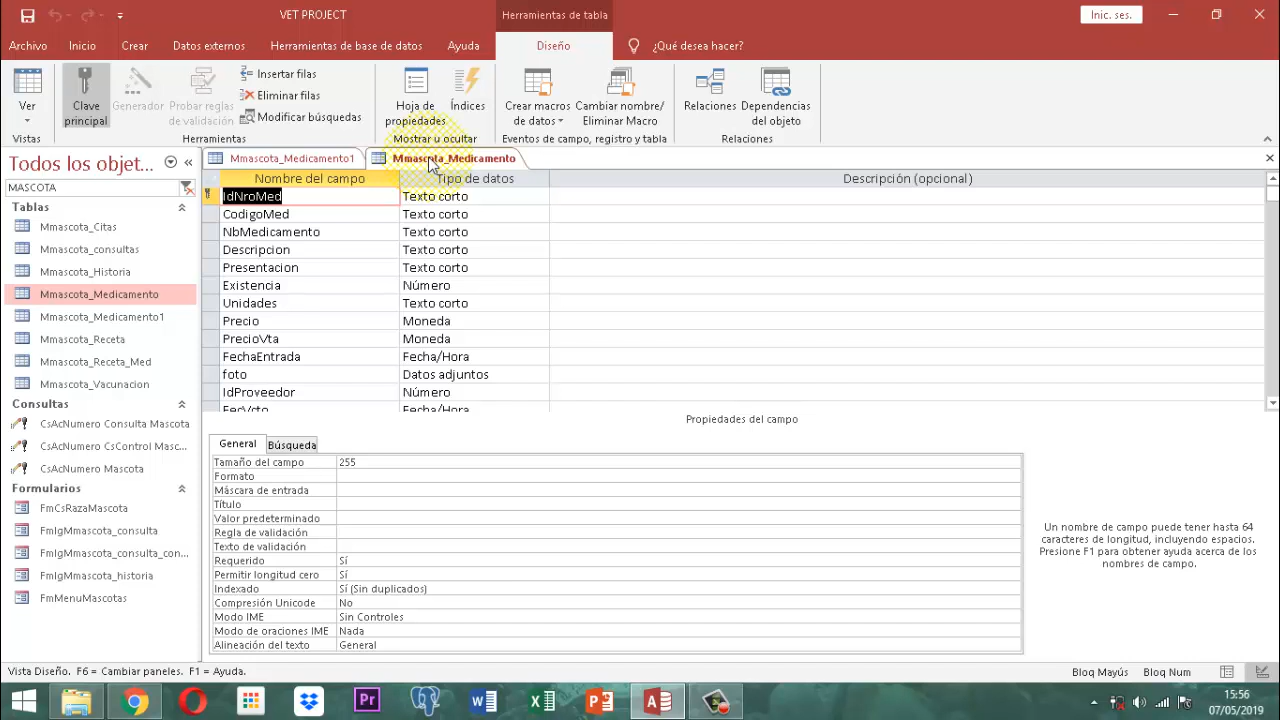 VET PROJECT
Herramientas de tabla
Inic. ses.
Archivo Inicio Crear Datos externos Herramientas de base de datos Ayuda Diseño ¿Qué desea hacer?
Ver
Clave principal
Generador
Probar reglas de validación
Insertar filas
Eliminar filas
Modificar búsquedas
Hoja de propiedades
Índices
Crear macros de datos
Cambiar nombre/ Eliminar Macro
Relaciones
Dependencias del objeto
Vistas Herramientas Mostrar u ocultar Eventos de campo, registro y tabla Relaciones
Todos los objet...
MASCOTA
Tablas
Mmascota_Citas
Mmascota_consultas
Mmascota_Historia
Mmascota_Medicamento
Mmascota_Medicamento1
Mmascota_Receta
Mmascota_Receta_Med
Mmascota_Vacunacion
Consultas
CsAcNumero Consulta Mascota
CsAcNumero CsControl Masc...
CsAcNumero Mascota
Formularios
FmCsRazaMascota
FmIgMmascota_consulta
FmIgMmascota_consulta_con...
FmIgMmascota_historia
FmMenuMascotas
Mmascota_Medicamento1 Mmascota_Medicamento
Nombre del campo Tipo de datos Descripción (opcional)
IdNroMed Texto corto
CodigoMed Texto corto
NbMedicamento Texto corto
Descripcion Texto corto
Presentacion Texto corto
Existencia Número
Unidades Texto corto
Precio Moneda
PrecioVta Moneda
FechaEntrada Fecha/Hora
foto Datos adjuntos
IdProveedor Número
FecVcto Fecha/Hora
Propiedades del campo
General Búsqueda
Tamaño del campo 255
Formato
Máscara de entrada
Título
Valor predeterminado
Regla de validación
Texto de validación
Requerido Sí
Permitir longitud cero Sí
Indexado Sí (Sin duplicados)
Compresión Unicode No
Modo IME Sin Controles
Modo de oraciones IME Nada
Alineación del texto General
Un nombre de campo puede tener hasta 64
caracteres de longitud, incluyendo espacios.
Presione F1 para obtener ayuda acerca de los
nombres de campo.
Vista Diseño. F6 = Cambiar paneles. F1 = Ayuda. Bloq Mayús Bloq Num
15:56
07/05/2019